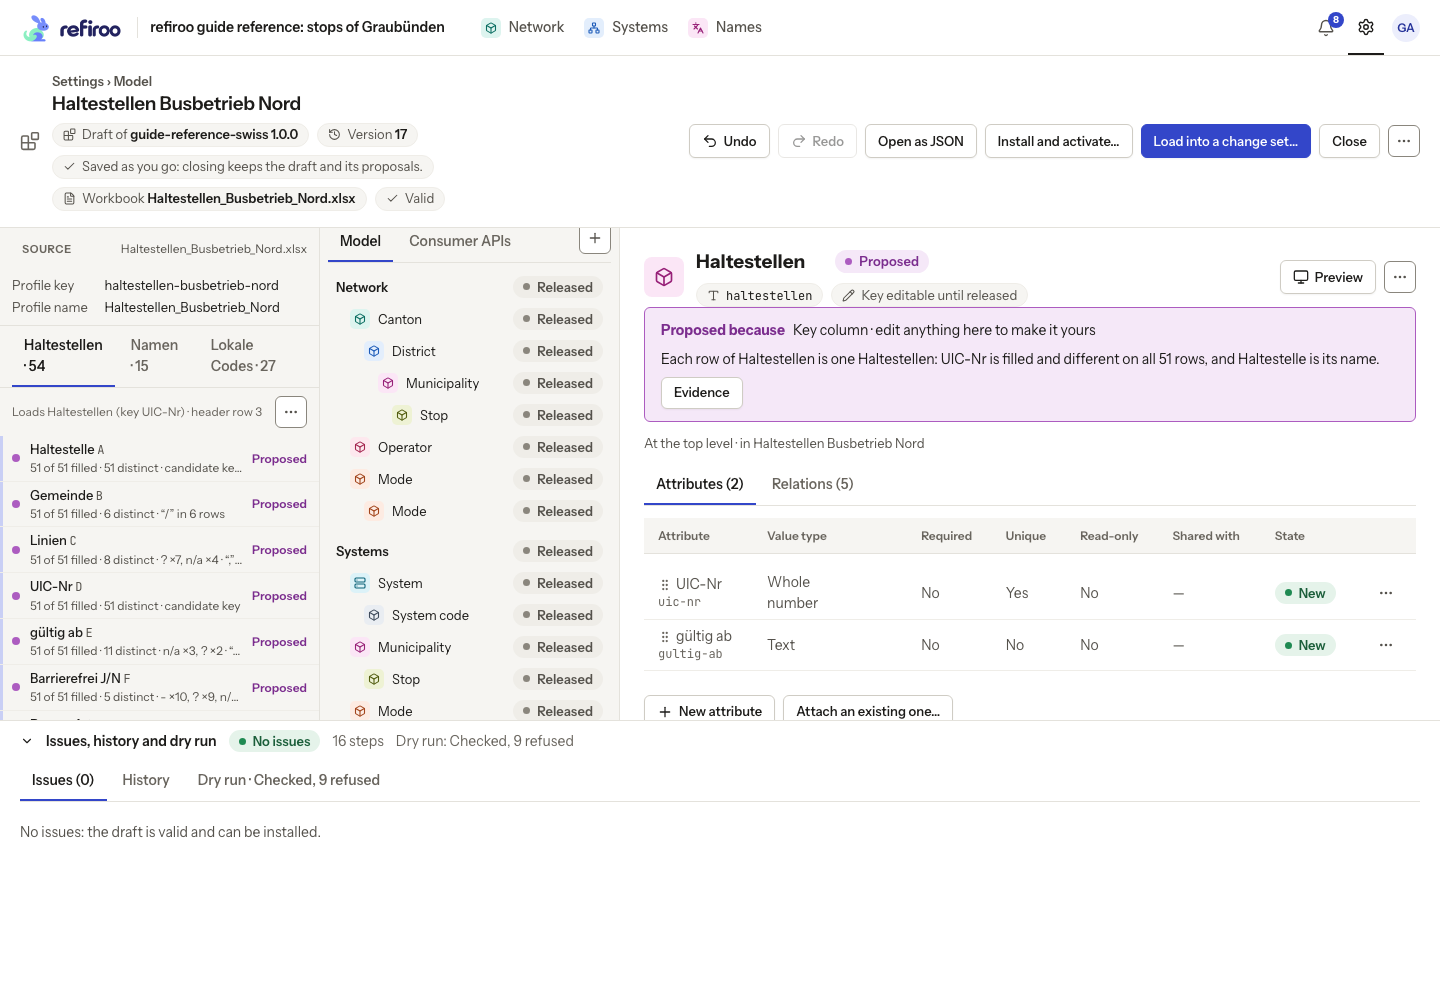 refiroo
refiroo guide reference: stops of Graubünden
Network
Systems
Names
8
GA
Settings › Model
Haltestellen Busbetrieb Nord
Draft of guide-reference-swiss 1.0.0
Version 17
Saved as you go: closing keeps the draft and its proposals.
Workbook Haltestellen_Busbetrieb_Nord.xlsx
Valid
Undo
Redo
Open as JSON
Install and activate...
Load into a change set...
Close
SOURCE
Haltestellen_Busbetrieb_Nord.xlsx
Profile key haltestellen-busbetrieb-nord
Profile name Haltestellen_Busbetrieb_Nord
Haltestellen · 54
Namen · 15
Lokale Codes · 27
Loads Haltestellen (key UIC-Nr) · header row 3
Haltestelle A
51 of 51 filled · 51 distinct · candidate ke...
Proposed
Gemeinde B
51 of 51 filled · 6 distinct · “/” in 6 rows
Proposed
Linien C
51 of 51 filled · 8 distinct · ? ×7, n/a ×4 · “,”...
Proposed
UIC-Nr D
51 of 51 filled · 51 distinct · candidate key
Proposed
gültig ab E
51 of 51 filled · 11 distinct · n/a ×3, ? ×2 · “...
Proposed
Barrierefrei J/N F
51 of 51 filled · 5 distinct · - ×10, ? ×9, n/...
Proposed
Model
Consumer APIs
Network Released
Canton Released
District Released
Municipality Released
Stop Released
Operator Released
Mode Released
Mode Released
Systems Released
System Released
System code Released
Municipality Released
Stop Released
Mode Released
Haltestellen
Proposed
haltestellen
Key editable until released
Preview
Proposed because Key column · edit anything here to make it yours
Each row of Haltestellen is one Haltestellen: UIC-Nr is filled and different on all 51 rows, and Haltestelle is its name.
Evidence
At the top level · in Haltestellen Busbetrieb Nord
Attributes (2)
Relations (5)
Attribute Value type Required Unique Read-only Shared with State
UIC-Nr
uic-nr
Whole number
No Yes No — New
gültig ab
gultig-ab
Text No No No — New
New attribute
Attach an existing one...
Issues, history and dry run
No issues
16 steps
Dry run: Checked, 9 refused
Issues (0)
History
Dry run · Checked, 9 refused
No issues: the draft is valid and can be installed.